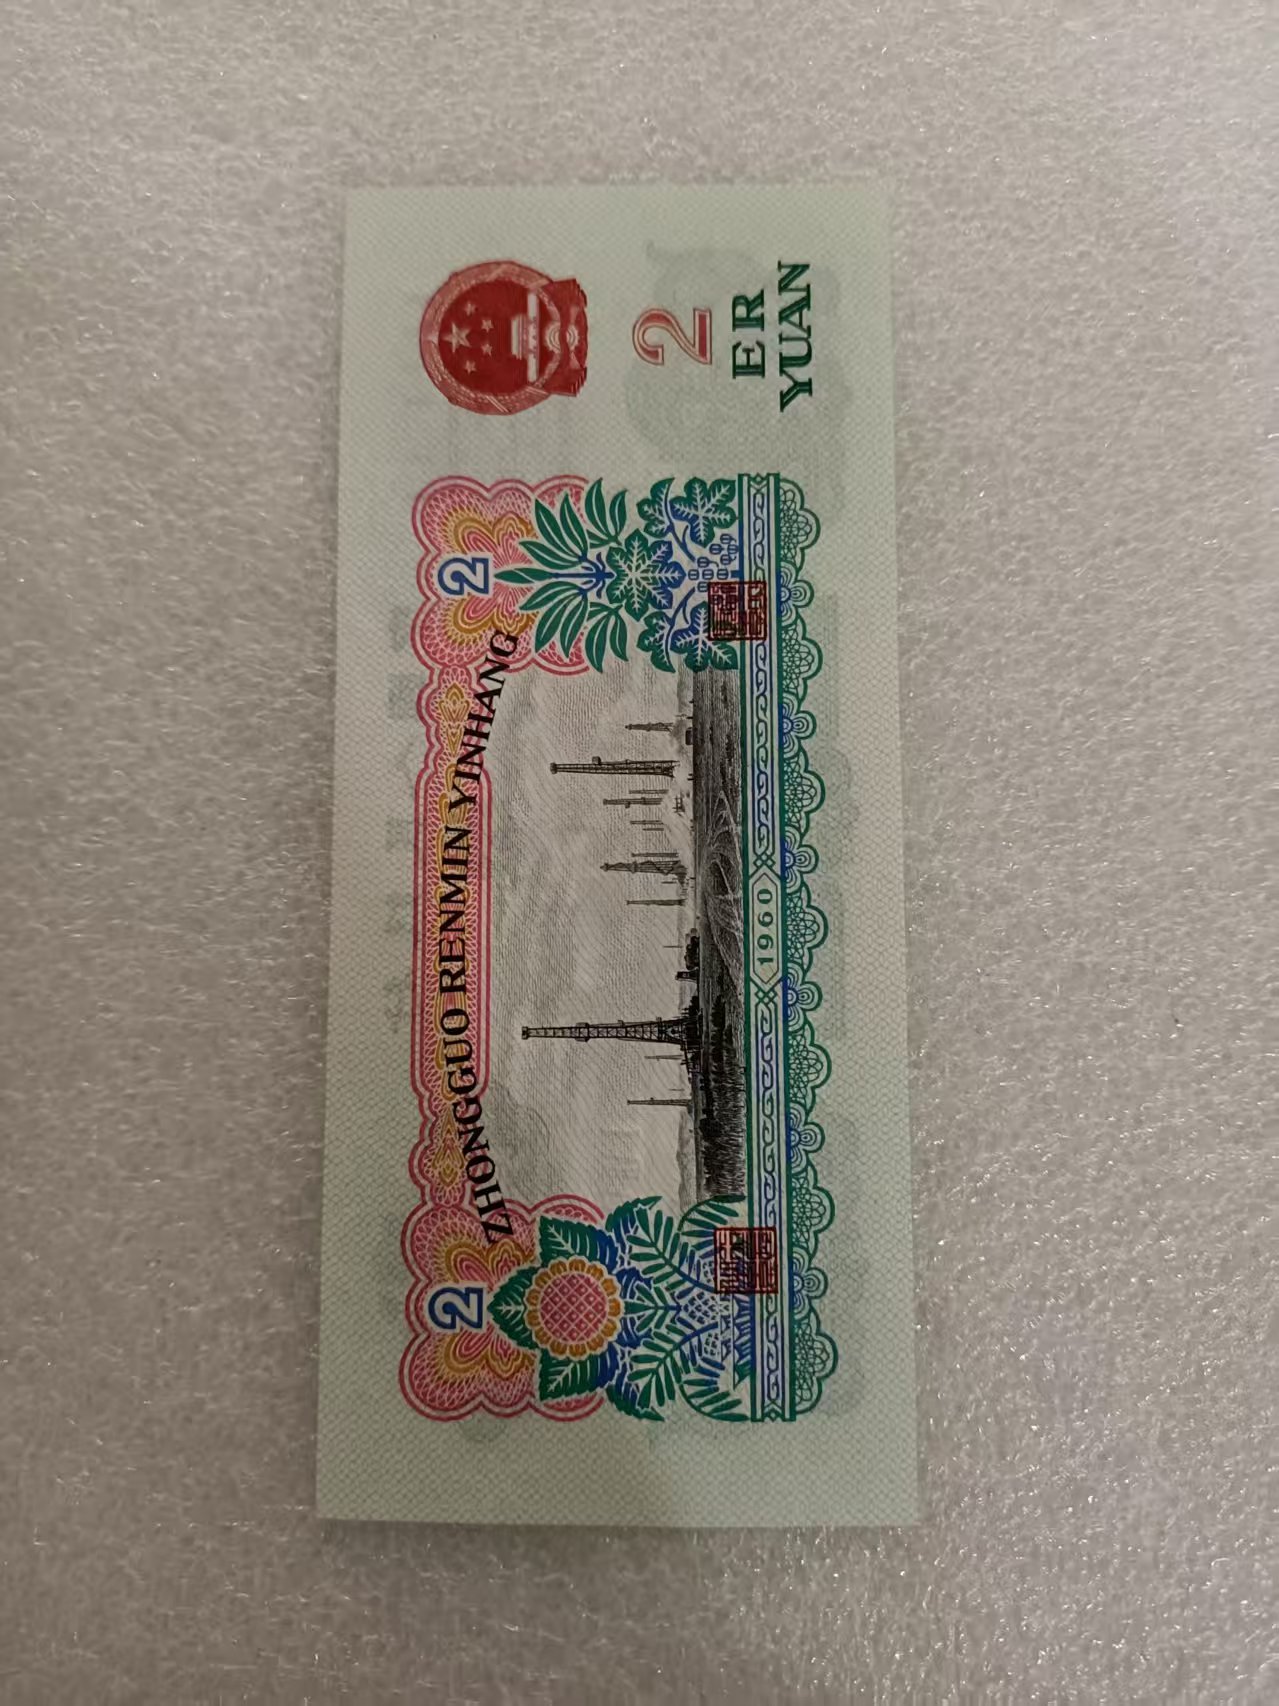 ZHONGGUO RENMIN YINHANG
2
2
2
ER
YUAN
1960